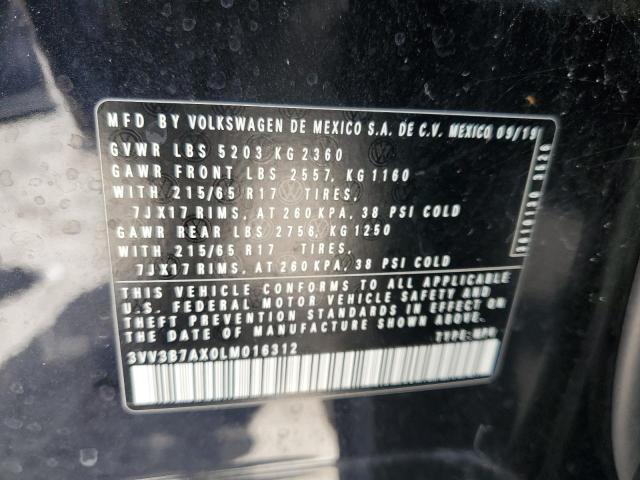 MFD BY VOLKSWAGEN DE MEXICO S.A. DE C.V. MEXICO 09/19
GVWR LBS 5203 KG 2360
GAWR FRONT LBS 2557, KG 1160
WITH 215/65 R17 TIRES,
7JX17 RIMS, AT 260 KPA, 38 PSI COLD
GAWR REAR LBS 2756, KG 1250
WITH 215/65 R17 TIRES,
7JX17 RIMS, AT 260 KPA, 38 PSI COLD
THIS VEHICLE CONFORMS TO ALL APPLICABLE
U.S. FEDERAL MOTOR VEHICLE SAFETY AND
THEFT PREVENTION STANDARDS IN EFFECT ON
THE DATE OF MANUFACTURE SHOWN ABOVE.
3VV3B7AX0LM016312 TYPE: MPV